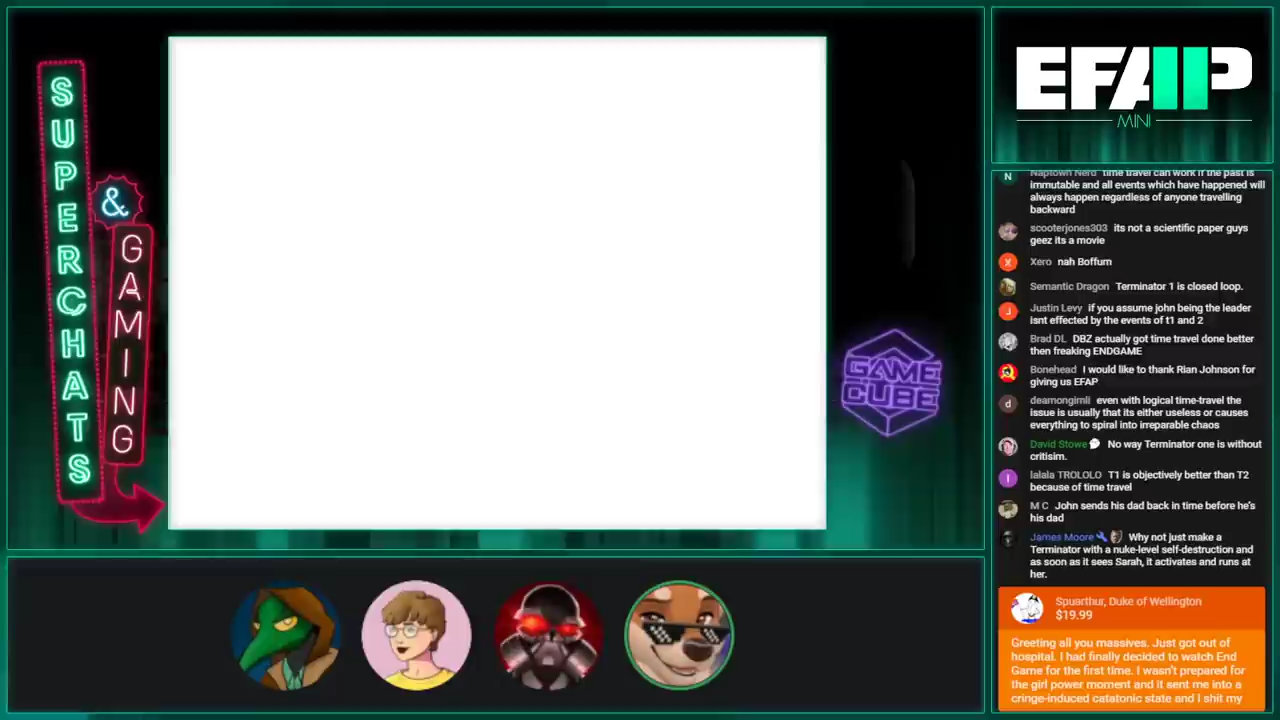 SUPERCHATS
&
GAMING
GAME
CUBE
EFAP
MINI
Naptown Nerd time travel can work if the past is
immutable and all events which have happened will
always happen regardless of anyone travelling
backward
scooterjones303 its not a scientific paper guys
geez its a movie
Xero nah Boffum
Semantic Dragon Terminator 1 is closed loop.
Justin Levy if you assume john being the leader
isnt effected by the events of t1 and 2
Brad DL DBZ actually got time travel done better
then freaking ENDGAME
Bonehead I would like to thank Rian Johnson for
giving us EFAP
deamongimli even with logical time-travel the
issue is usually that its either useless or causes
everything to spiral into irreparable chaos
David Stowe No way Terminator one is without
critisim.
lalala TROLOLO T1 is objectively better than T2
because of time travel
M C John sends his dad back in time before he's
his dad
James Moore Why not just make a
Terminator with a nuke-level self-destruction and
as soon as it sees Sarah, it activates and runs at
her.
Spuarthur, Duke of Wellington
$19.99
Greeting all you massives. Just got out of
hospital. I had finally decided to watch End
Game for the first time. I wasn't prepared for
the girl power moment and it sent me into a
cringe-induced catatonic state and I shit my